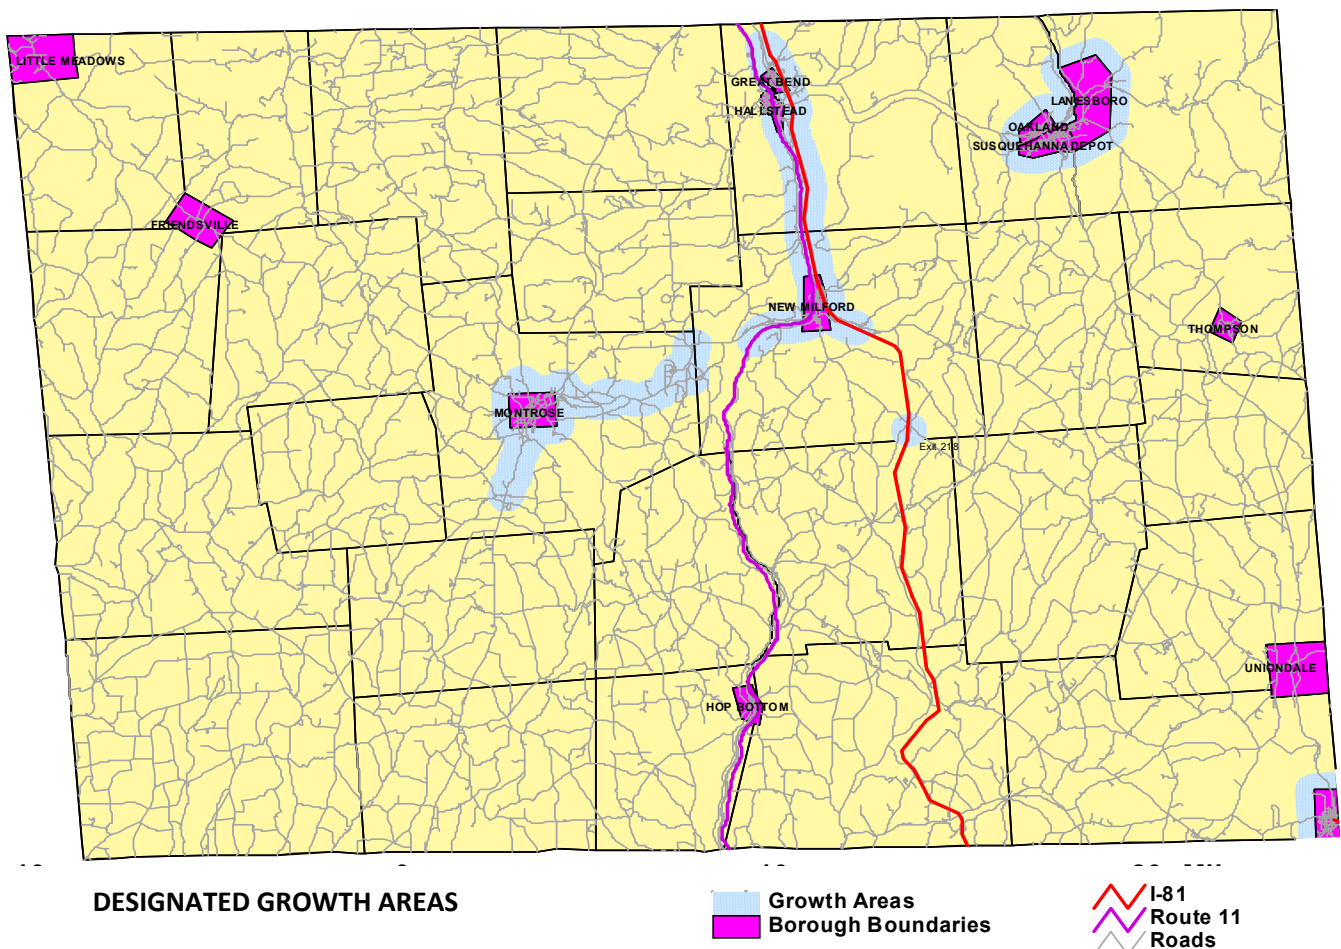 LITTLE MEADOWS
GREAT BEND
HALLSTEAD
LANESBORO
OAKLAND
SUSQUEHANNA DEPOT
FRIENDSVILLE
NEW MILFORD
THOMPSON
MONTROSE
Exit 218
UNIONDALE
HOP BOTTOM
DESIGNATED GROWTH AREAS
Growth Areas
Borough Boundaries
I-81
Route 11
Roads